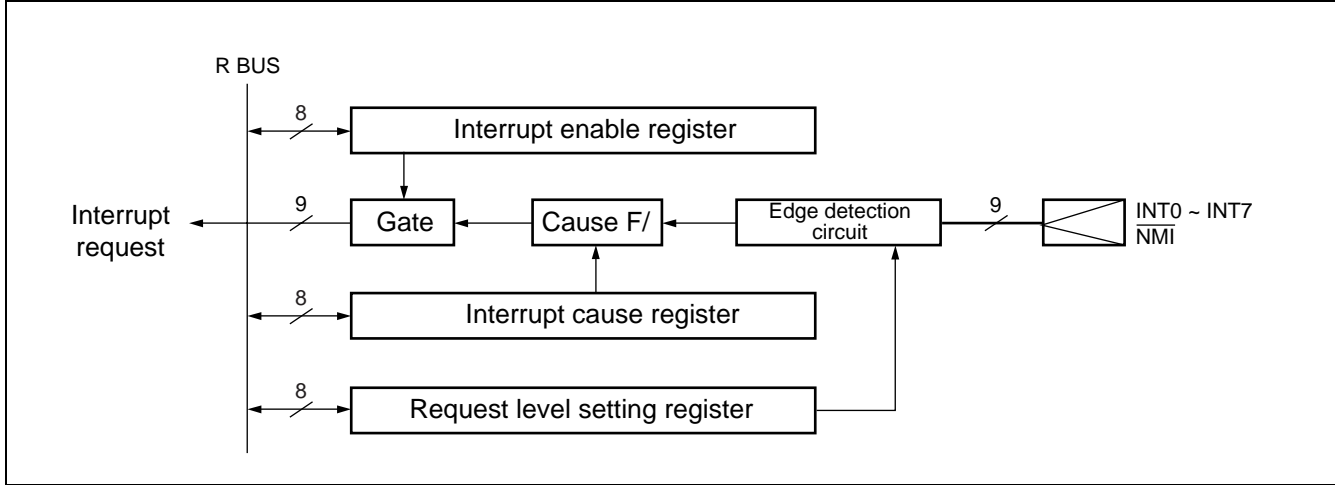 R BUS
8
Interrupt enable register
Interrupt
request
9
Gate
Cause F/
Edge detection
circuit
9
INT0 ~ INT7
NMI
8
Interrupt cause register
8
Request level setting register